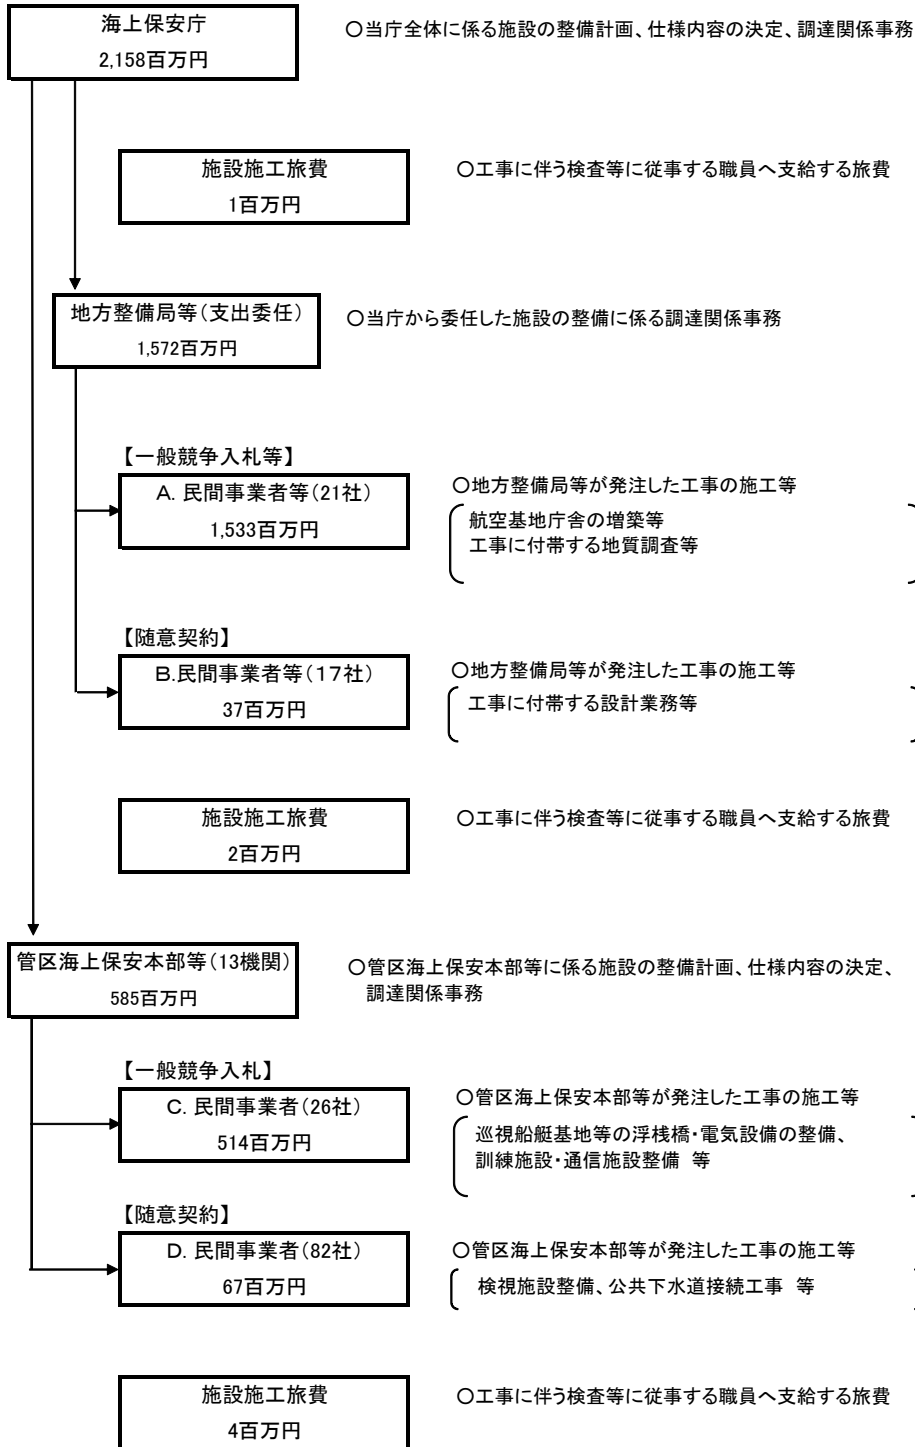 海上保安庁
2,158百万円
○当庁全体に係る施設の整備計画、仕様内容の決定、調達関係事務
施設施工旅費
1百万円
○工事に伴う検査等に従事する職員へ支給する旅費
地方整備局等(支出委任)
1,572百万円
○当庁から委任した施設の整備に係る調達関係事務
【一般競争入札等】
A. 民間事業者等(21社)
1,533百万円
○地方整備局等が発注した工事の施工等
航空基地庁舎の増築等
工事に付帯する地質調査等
【随意契約】
B.民間事業者等(17社)
37百万円
○地方整備局等が発注した工事の施工等
工事に付帯する設計業務等
施設施工旅費
2百万円
○工事に伴う検査等に従事する職員へ支給する旅費
管区海上保安本部等(13機関)
585百万円
○管区海上保安本部等に係る施設の整備計画、仕様内容の決定、
調達関係事務
【一般競争入札】
C. 民間事業者(26社)
514百万円
○管区海上保安本部等が発注した工事の施工等
巡視船艇基地等の浮桟橋・電気設備の整備、
訓練施設・通信施設整備 等
【随意契約】
D. 民間事業者(82社)
67百万円
○管区海上保安本部等が発注した工事の施工等
検視施設整備、公共下水道接続工事 等
施設施工旅費
4百万円
○工事に伴う検査等に従事する職員へ支給する旅費